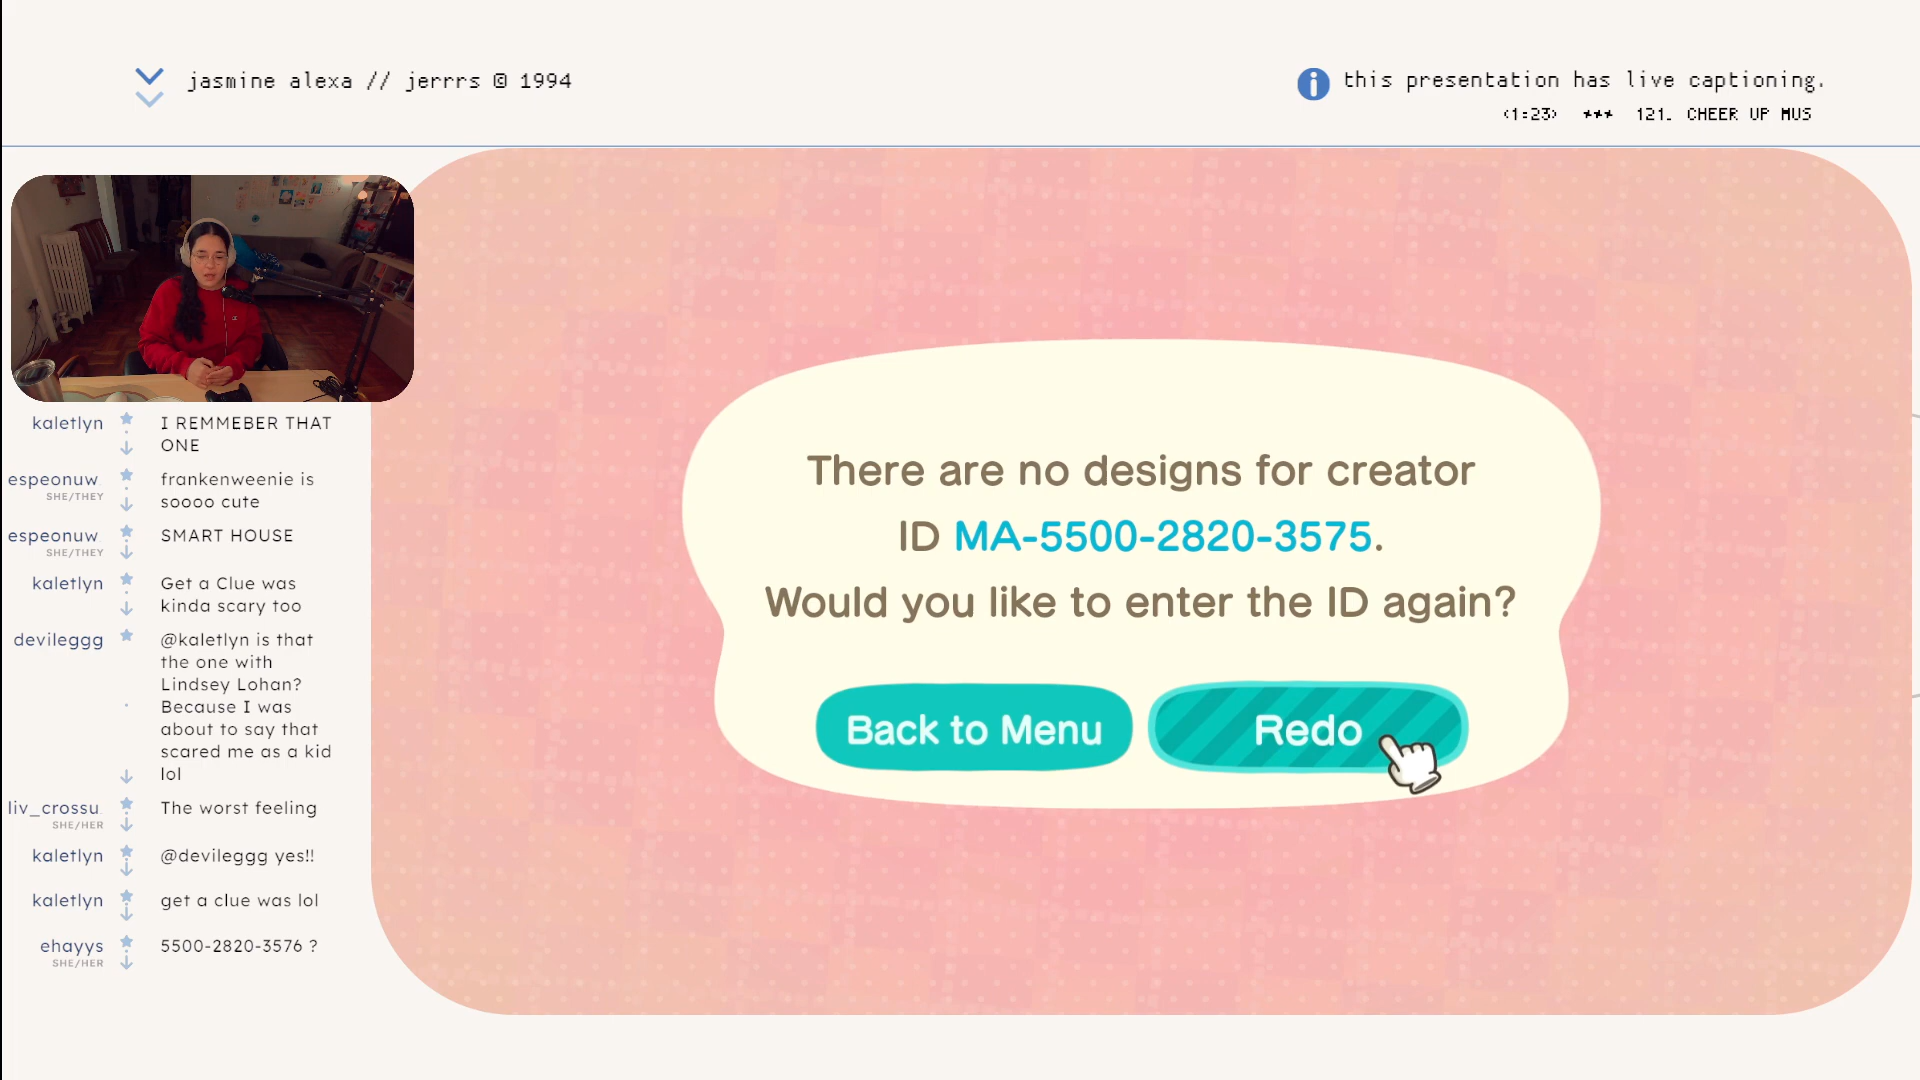 jasmine alexa // jerrrs @ 1994
this presentation has live captioning.
<1:23> *** 121. CHEER UP MUS
kaletlyn I REMMEBER THAT
ONE
espeonuw frankenweenie is
SHE/THEY soooo cute
espeonuw SMART HOUSE
SHE/THEY
kaletlyn Get a Clue was
kinda scary too
devileggg @kaletlyn is that
the one with
Lindsey Lohan?
Because I was
about to say that
scared me as a kid
lol
liv_crossu The worst feeling
SHE/HER
kaletlyn @devileggg yes!!
kaletlyn get a clue was lol
ehayys 5500-2820-3576 ?
SHE/HER
There are no designs for creator
ID MA-5500-2820-3575.
Would you like to enter the ID again?
Back to Menu Redo